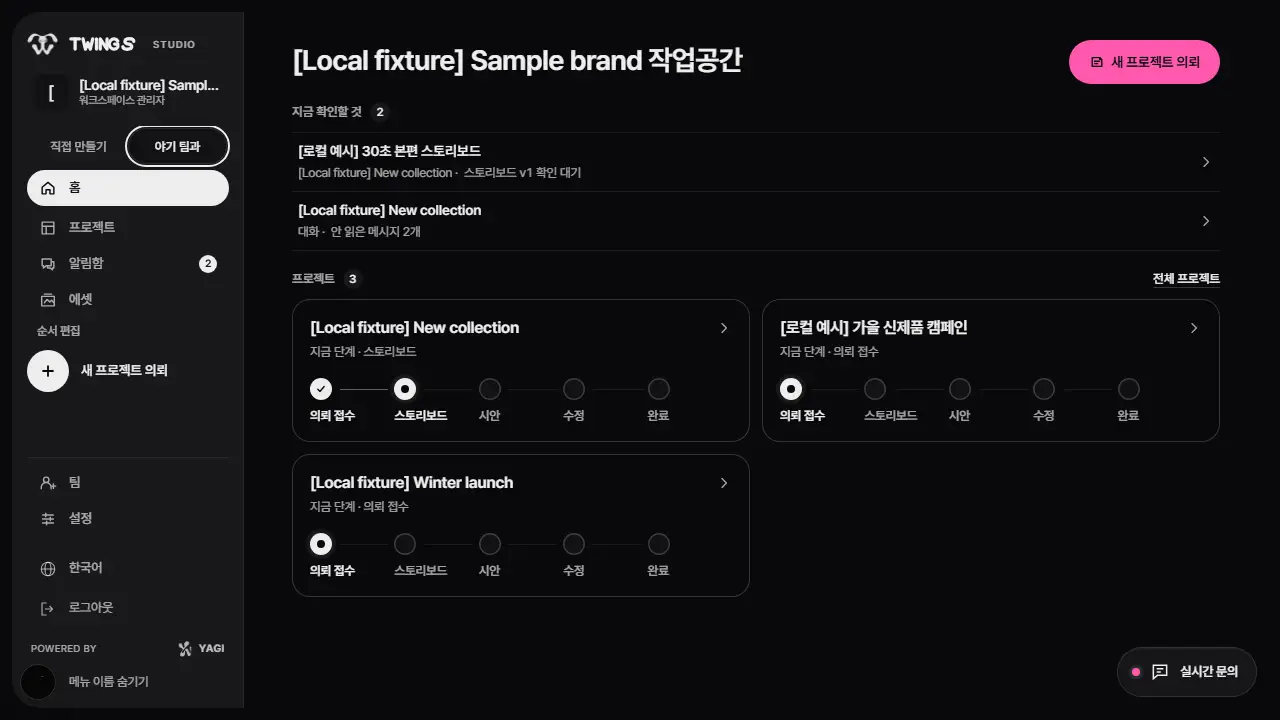 TWINGS STUDIO
[
[Local fixture] Sampl...
워크스페이스 관리자
직접 만들기
야기 팀과
홈
프로젝트
알림함
2
에셋
순서 편집
새 프로젝트 의뢰
팀
설정
한국어
로그아웃
POWERED BY
YAGI
메뉴 이름 숨기기
[Local fixture] Sample brand 작업공간
새 프로젝트 의뢰
지금 확인할 것 2
[로컬 예시] 30초 본편 스토리보드
[Local fixture] New collection · 스토리보드 v1 확인 대기
[Local fixture] New collection
대화 · 안 읽은 메시지 2개
프로젝트 3
전체 프로젝트
[Local fixture] New collection
지금 단계 · 스토리보드
의뢰 접수 스토리보드 시안 수정 완료
[로컬 예시] 가을 신제품 캠페인
지금 단계 · 의뢰 접수
의뢰 접수 스토리보드 시안 수정 완료
[Local fixture] Winter launch
지금 단계 · 의뢰 접수
의뢰 접수 스토리보드 시안 수정 완료
실시간 문의